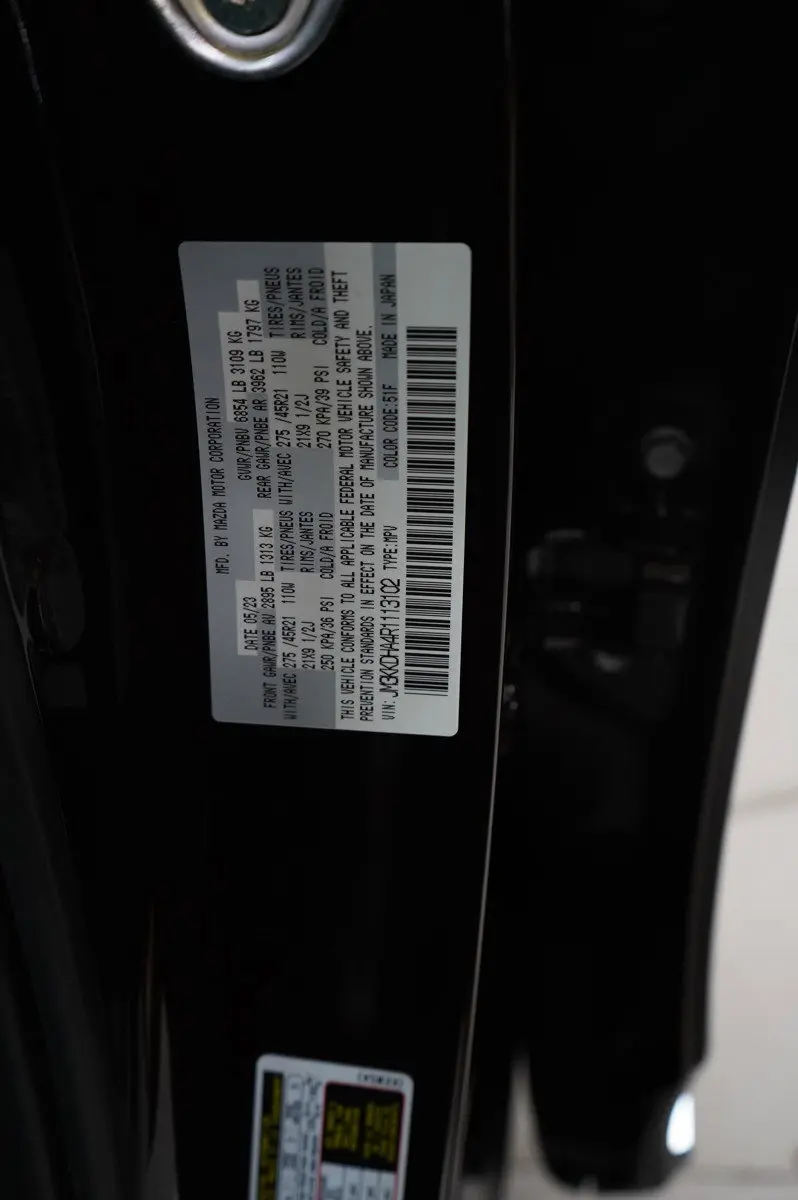 MFD. BY MAZDA MOTOR CORPORATION
DATE 05/23 GVWR/PNBV 6854 LB 3109 KG
FRONT GAWR/PNBE AV 2895 LB 1313 KG REAR GAWR/PNBE AR 3962 LB 1797 KG
WITH/AVEC 275 /45R21 110W TIRES/PNEUS WITH/AVEC 275 /45R21 110W TIRES/PNEUS
21X9 1/2J RIMS/JANTES 21X9 1/2J RIMS/JANTES
250 KPA/36 PSI COLD/A FROID 270 KPA/39 PSI COLD/A FROID
THIS VEHICLE CONFORMS TO ALL APPLICABLE FEDERAL MOTOR VEHICLE SAFETY AND THEFT
PREVENTION STANDARDS IN EFFECT ON THE DATE OF MANUFACTURE SHOWN ABOVE.
VIN: JM3KKDHA4R1113102 TYPE:MPV COLOR CODE:51F MADE IN JAPAN